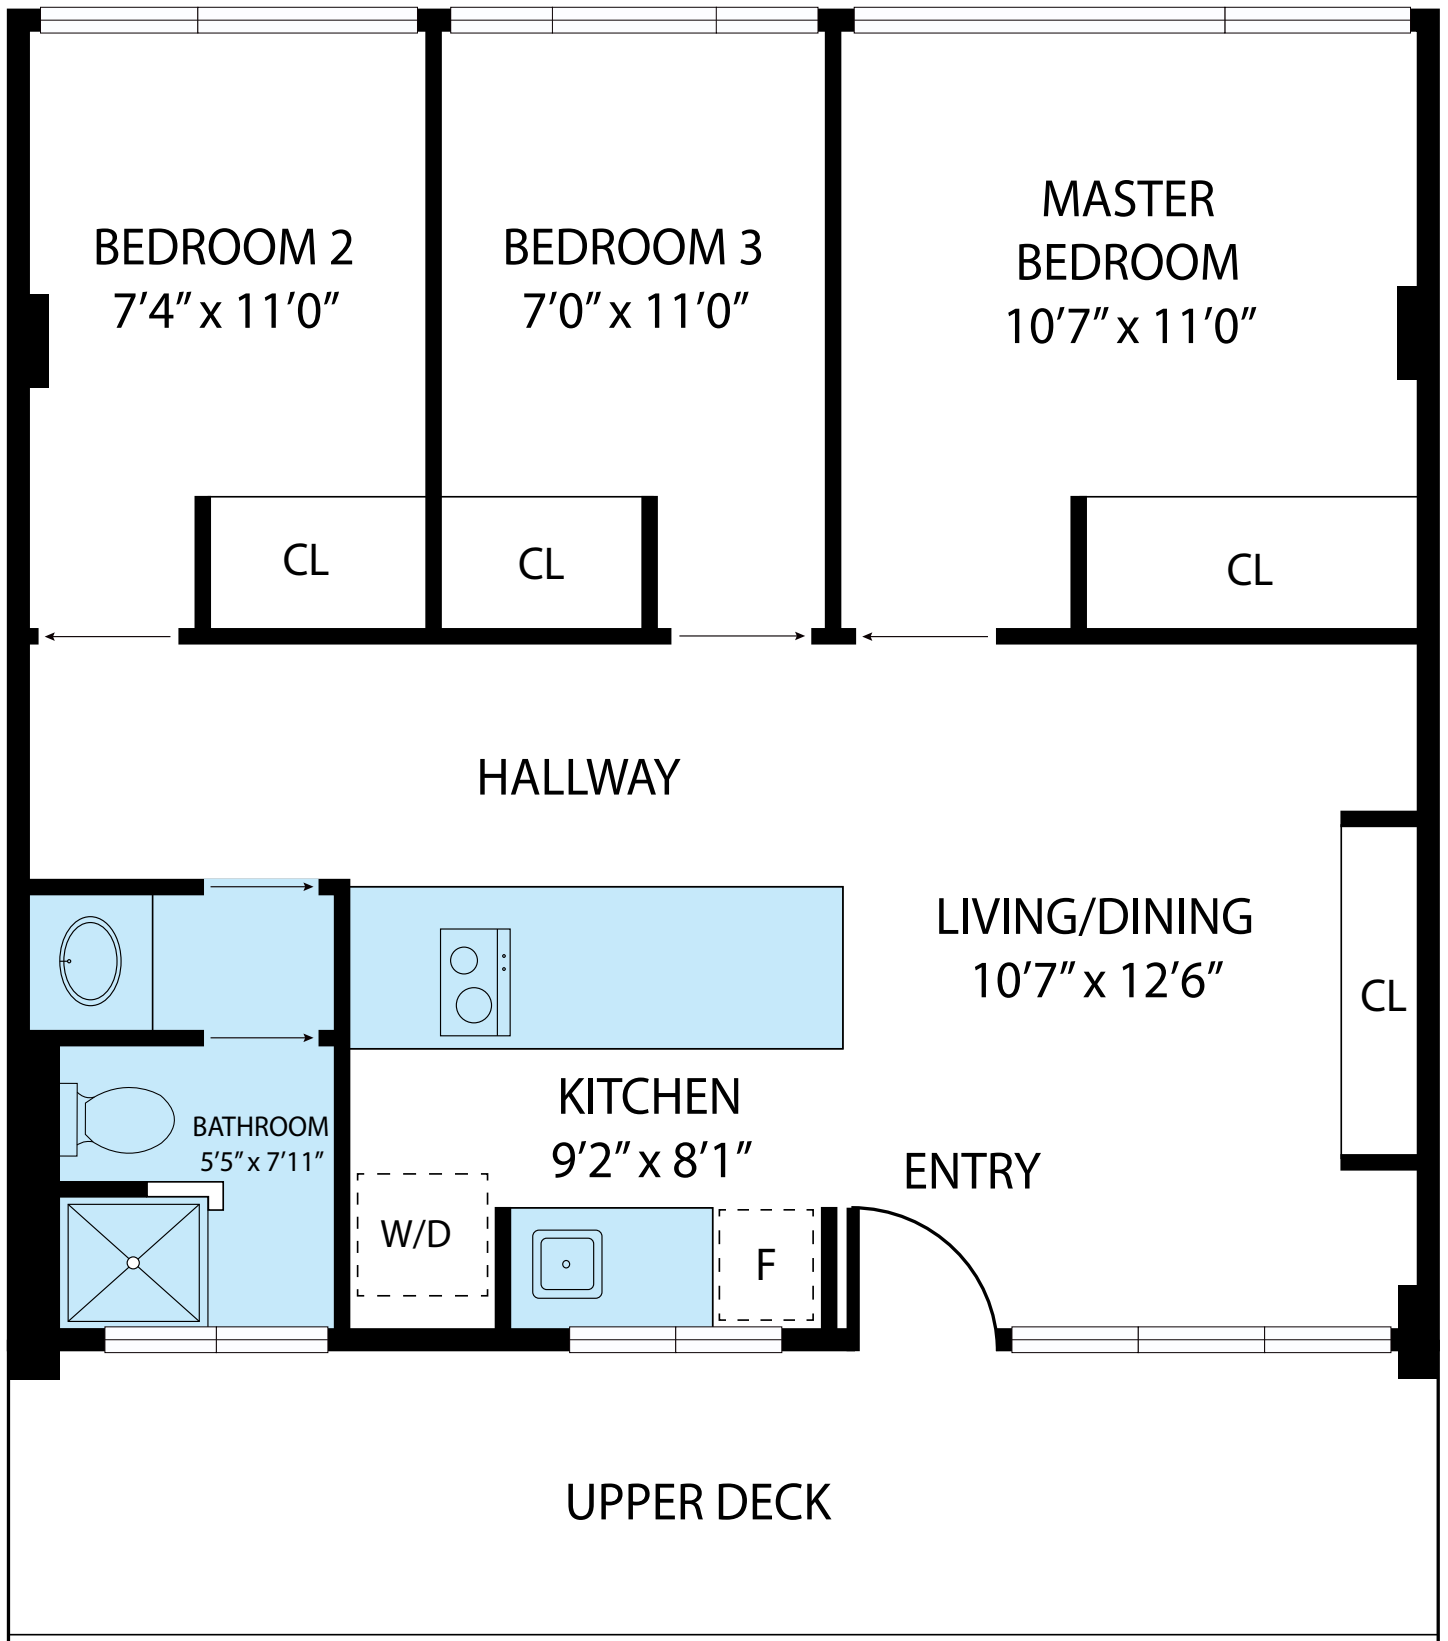 BEDROOM 2
7’4” x 11’0”
BEDROOM 3
7’0” x 11’0”
MASTER
BEDROOM
10’7” x 11’0”
CL
CL
CL
HALLWAY
LIVING/DINING
10’7” x 12’6”
CL
KITCHEN
9’2” x 8’1”
BATHROOM
5’5” x 7’11”
ENTRY
W/D
F
UPPER DECK